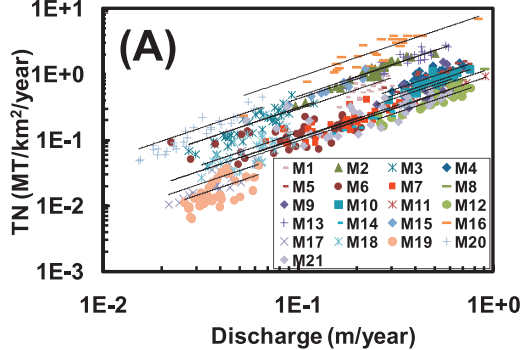 (A)
TN (MT/km²/year)
1E+1
1E+0
1E-1
1E-2
1E-3
M1 M2 M3 M4
M5 M6 M7 M8
M9 M10 M11 M12
M13 M14 M15 M16
M17 M18 M19 M20
M21
1E-2 1E-1 1E+0
Discharge (m/year)